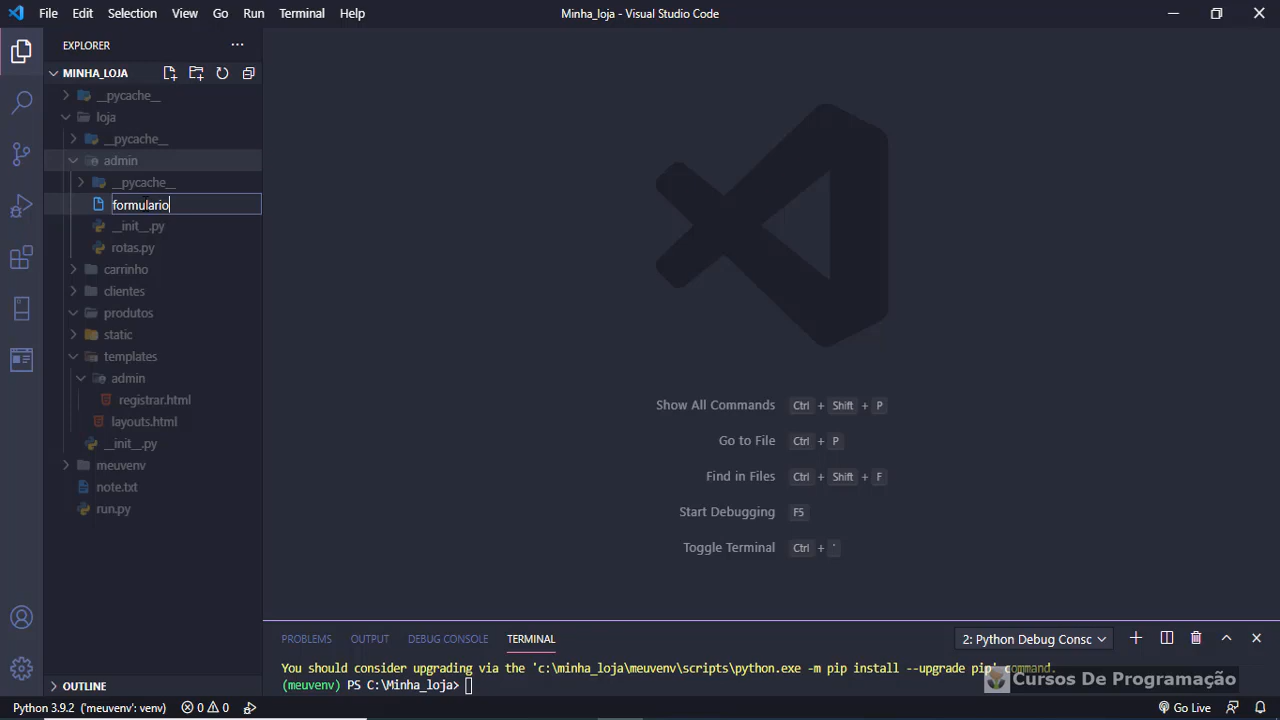 File Edit Selection View Go Run Terminal Help
Minha_loja - Visual Studio Code
EXPLORER
MINHA_LOJA
__pycache__
loja
__pycache__
admin
__pycache__
formulario
__init__.py
rotas.py
carrinho
clientes
produtos
static
templates
admin
registrar.html
layouts.html
__init__.py
meuvenv
note.txt
run.py
OUTLINE
Show All Commands Ctrl + Shift + P
Go to File Ctrl + P
Find in Files Ctrl + Shift + F
Start Debugging F5
Toggle Terminal Ctrl + '
PROBLEMS OUTPUT DEBUG CONSOLE TERMINAL
2: Python Debug Consc
You should consider upgrading via the 'c:\minha_loja\meuvenv\scripts\python.exe -m pip install --upgrade pip' command.
(meuvenv) PS C:\Minha_loja>
Cursos De Programação
Python 3.9.2 ('meuvenv': venv) 0 0
Go Live